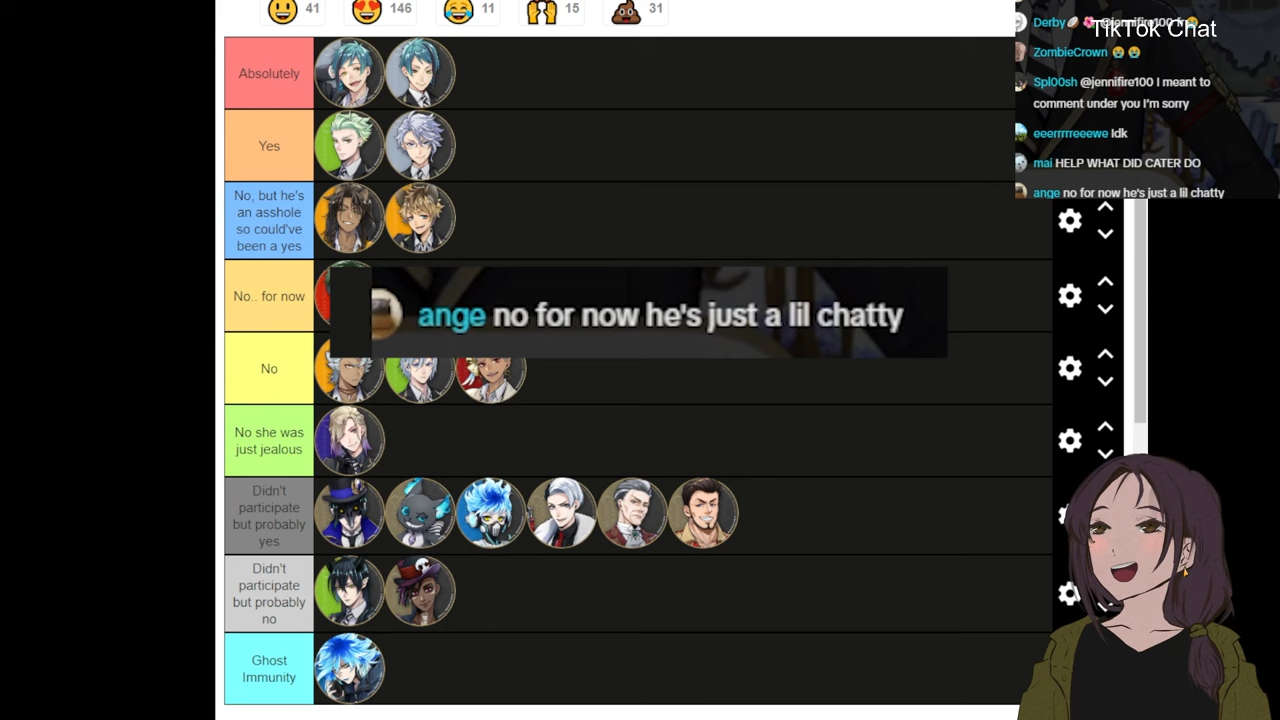 41
146
11
15
31
TikTok Chat
Derby @jennifire100 fr
ZombieCrown
Spl00sh @jennifire100 I meant to
comment under you I'm sorry
eeerrrrreeewe Idk
mai HELP WHAT DID CATER DO
ange no for now he's just a lil chatty
Absolutely
Yes
No, but he's
an asshole
so could've
been a yes
No.. for now
ange no for now he's just a lil chatty
No
No she was
just jealous
Didn't
participate
but probably
yes
Didn't
participate
but probably
no
Ghost
Immunity